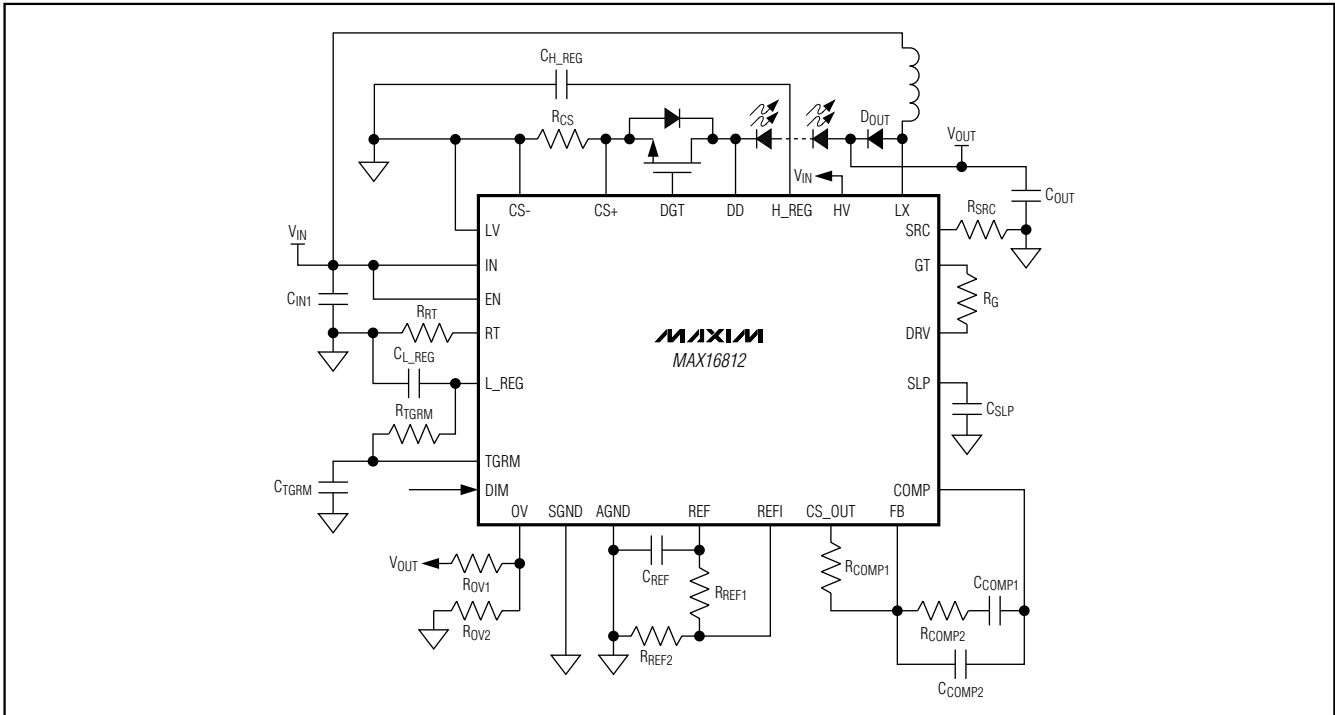 CH_REG
RCS
DOUT
VOUT
VIN
COUT
CS-
CS+
DGT
DD
H_REG
HV
LX
RSRC
LV
SRC
VIN
IN
GT
CIN1
EN
RG
RRT
RT
MAXIM
DRV
MAX16812
CL_REG
L_REG
SLP
CSLP
RTGRM
TGRM
CTGRM
DIM
COMP
OV
SGND
AGND
REF
REFI
CS_OUT
FB
VOUT
ROV1
CREF
RREF1
RCOMP1
CCOMP1
ROV2
RREF2
RCOMP2
CCOMP2